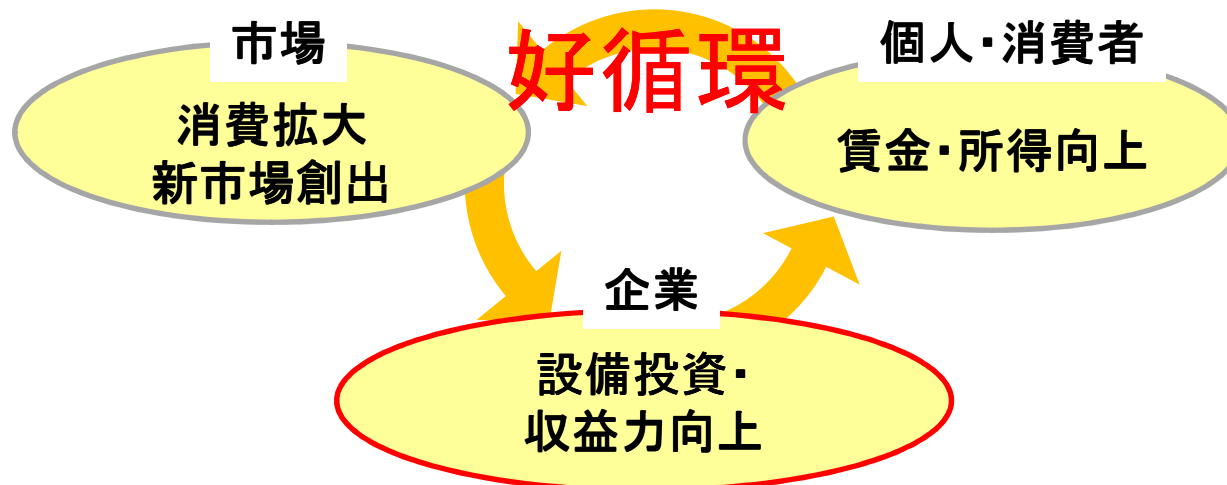 市場
消費拡大
新市場創出
好循環
個人・消費者
賃金・所得向上
企業
設備投資・
収益力向上